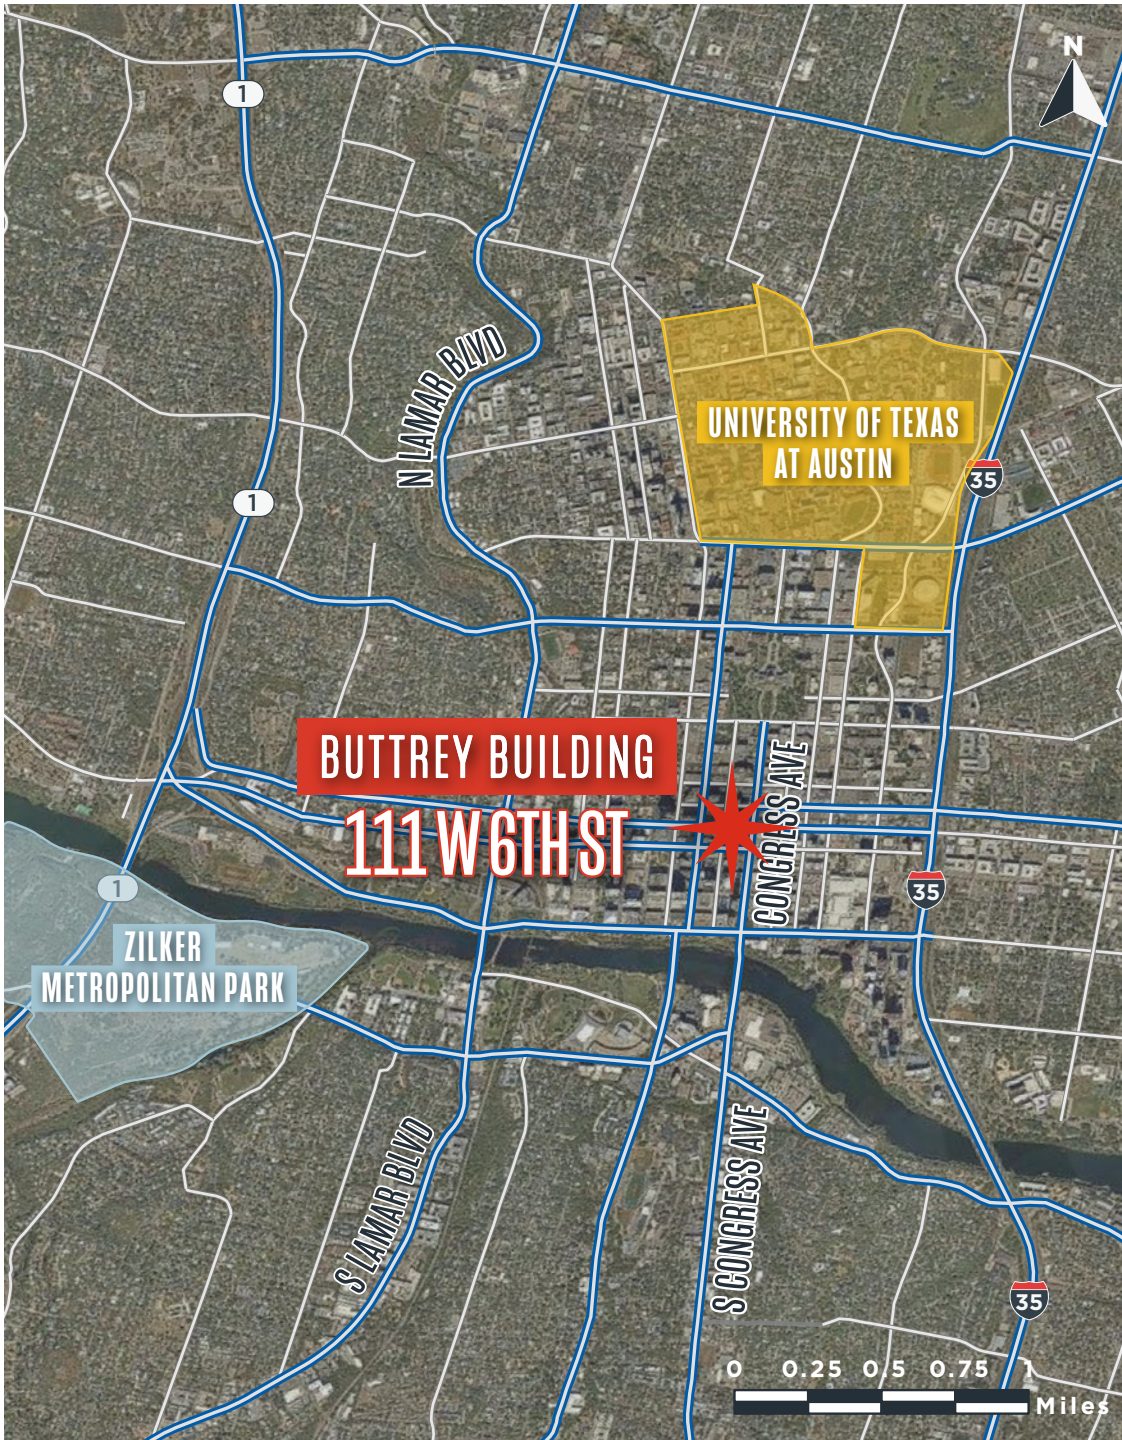 N
1
N LAMAR BLVD
UNIVERSITY OF TEXAS
AT AUSTIN
35
1
BUTTREY BUILDING
111 W 6TH ST
CONGRESS AVE
1
35
ZILKER
METROPOLITAN PARK
S LAMAR BLVD
S CONGRESS AVE
35
0 0.25 0.5 0.75 1
Miles